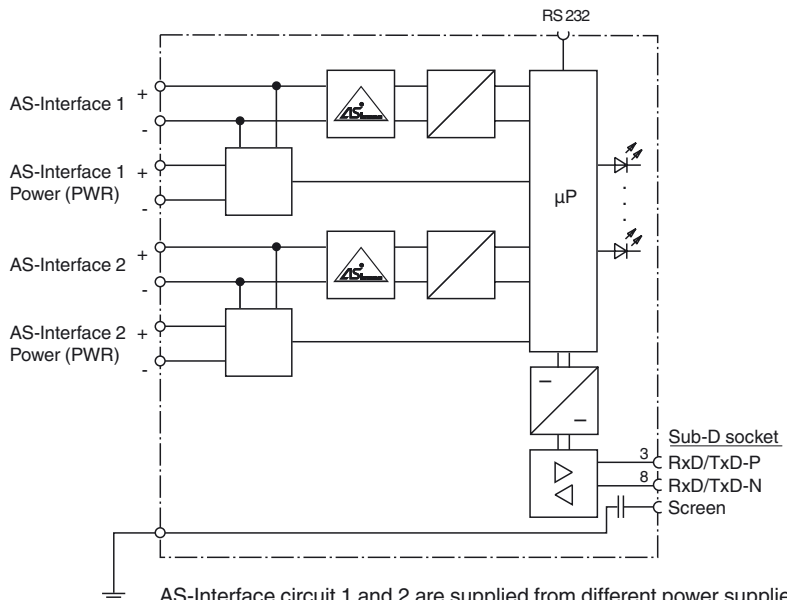 RS 232
AS-Interface 1
+
-
AS-Interface 1
Power (PWR)
+
-
AS-Interface 2
+
-
AS-Interface 2
Power (PWR)
+
-
µP
Sub-D socket
3
RxD/TxD-P
8
RxD/TxD-N
Screen
AS-Interface circuit 1 and 2 are supplied from different power supplie